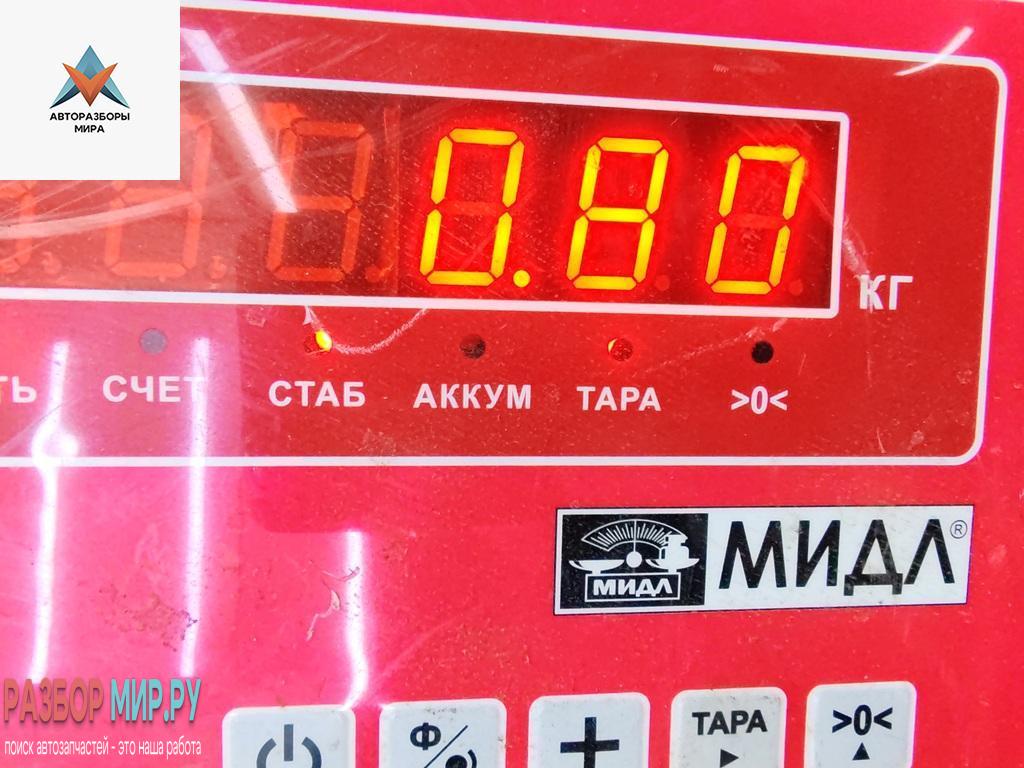 АВТОРАЗБОРЫ
МИРА
0.80
кг
ТЬ СЧЕТ СТАБ АККУМ ТАРА >0<
МИДЛ МИДЛ®
РАЗБОР МИР.РУ
поиск автозапчастей - это наша работа
Ф/ + ТАРА >0<